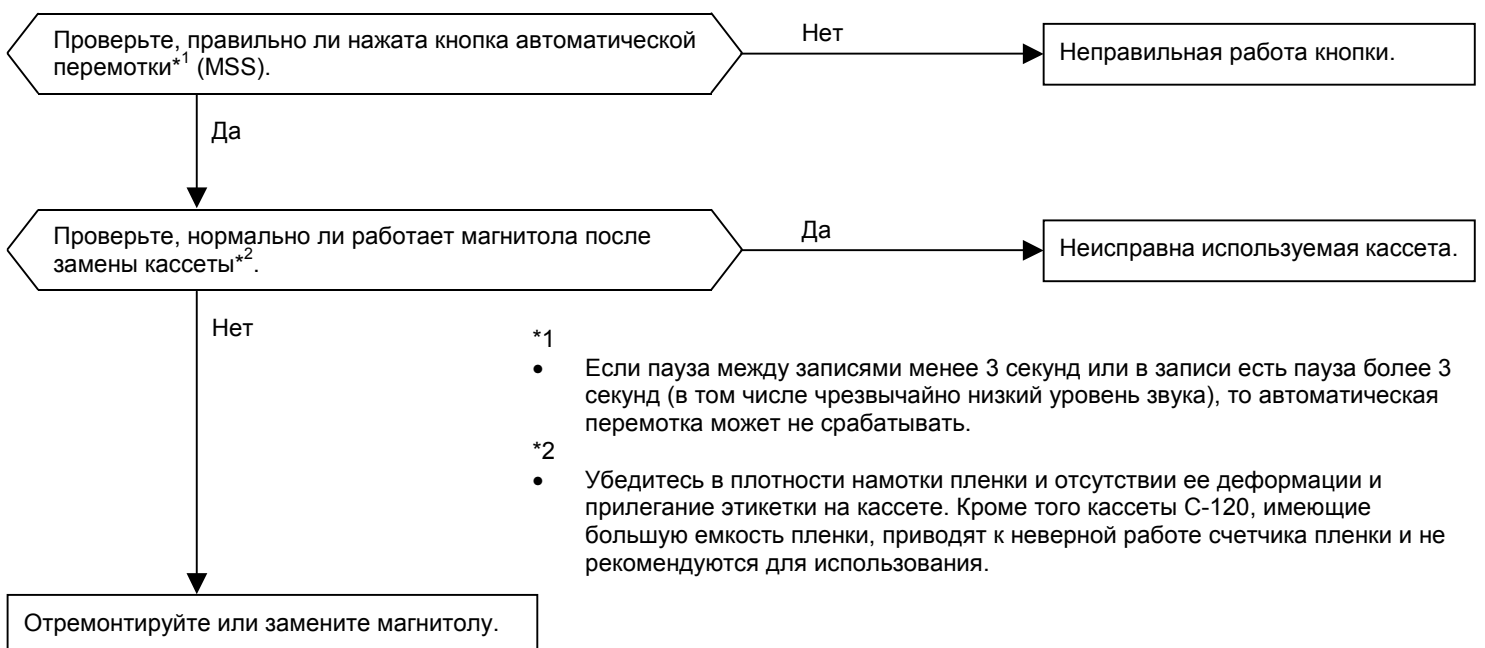 Проверьте, правильно ли нажата кнопка автоматической
перемотки*1 (MSS).
Нет
Неправильная работа кнопки.
Да
Проверьте, нормально ли работает магнитола после
замены кассеты*2.
Да
Неисправна используемая кассета.
Нет
*1
• Если пауза между записями менее 3 секунд или в записи есть пауза более 3
секунд (в том числе чрезвычайно низкий уровень звука), то автоматическая
перемотка может не срабатывать.
*2
• Убедитесь в плотности намотки пленки и отсутствии ее деформации и
прилегание этикетки на кассете. Кроме того кассеты С-120, имеющие
большую емкость пленки, приводят к неверной работе счетчика пленки и не
рекомендуются для использования.
Отремонтируйте или замените магнитолу.